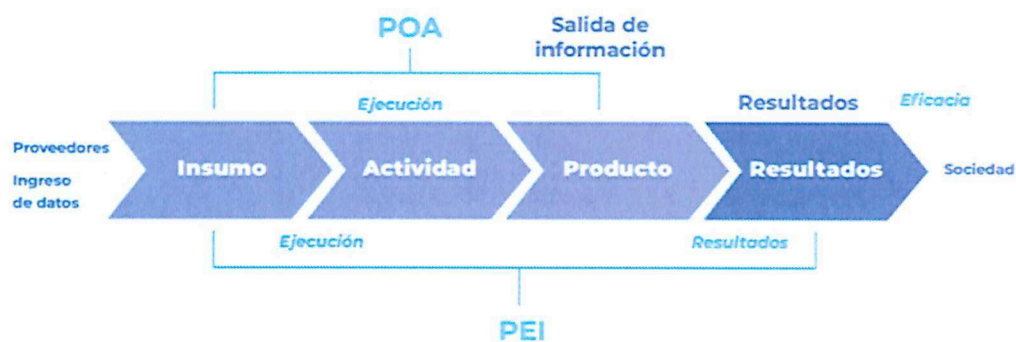 POA
Salida de
información
Ejecución
Resultados
Eficacia
Proveedores
Ingreso
de datos
Insumo
Actividad
Producto
Resultados
Sociedad
Ejecución
Resultados
PEI